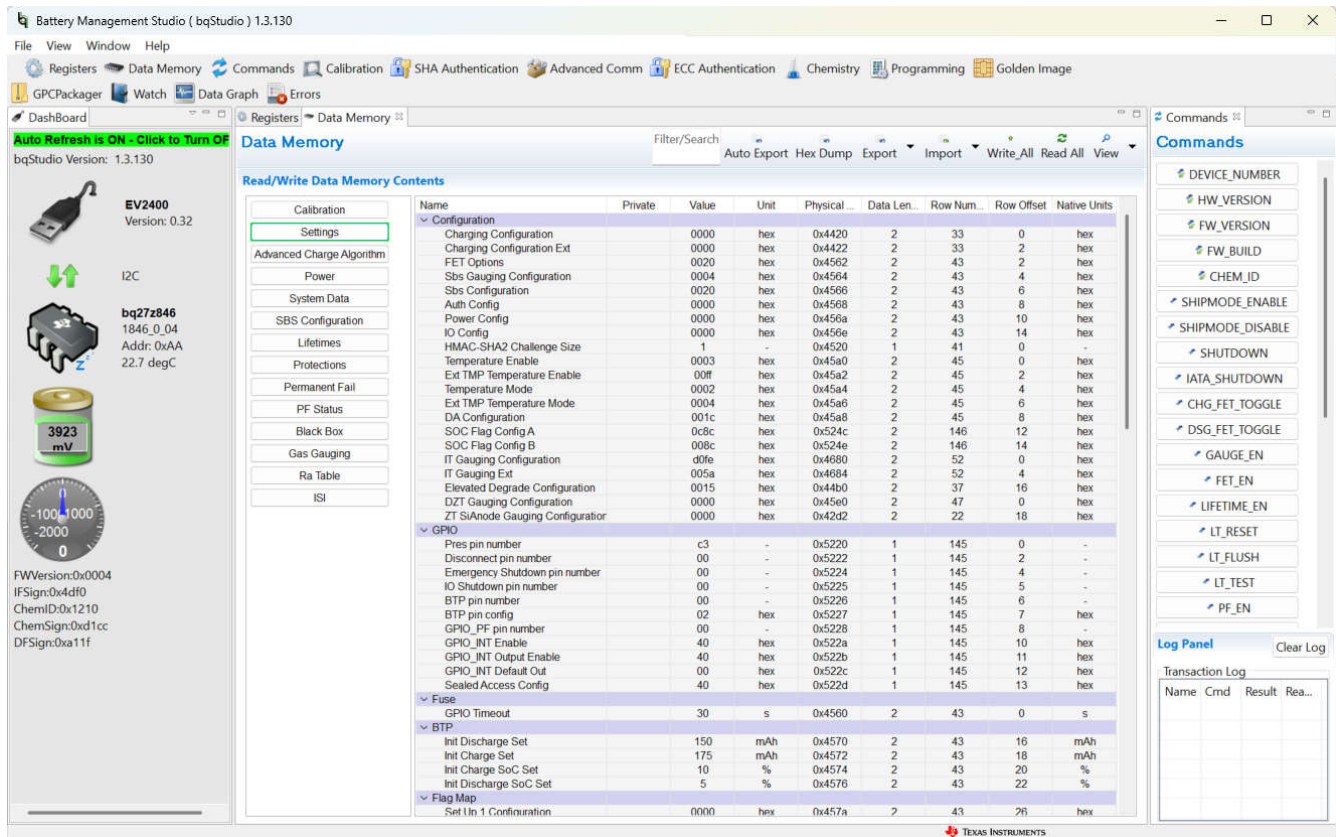 Battery Management Studio ( bqStudio ) 1.3.130
File View Window Help
Registers Data Memory Commands Calibration SHA Authentication Advanced Comm ECC Authentication Chemistry Programming Golden Image
GPCPackager Watch Data Graph Errors
DashBoard
Auto Refresh is ON - Click to Turn OF
bqStudio Version: 1.3.130
EV2400
Version: 0.32
I2C
bq27z846
1846_0_04
Addr: 0xAA
22.7 degC
z
3923
mV
-100 1000
-2000
0
FWVersion:0x0004
IFSign:0x4df0
ChemID:0x1210
ChemSign:0xd1cc
DFSign:0xa11f
Registers Data Memory
Data Memory
Filter/Search
Auto Export Hex Dump Export Import Write_All Read All View
Read/Write Data Memory Contents
Calibration
Settings
Advanced Charge Algorithm
Power
System Data
SBS Configuration
Lifetimes
Protections
Permanent Fail
PF Status
Black Box
Gas Gauging
Ra Table
ISI
Name Private Value Unit Physical ... Data Len... Row Num... Row Offset Native Units
Configuration
Charging Configuration 0000 hex 0x4420 2 33 0 hex
Charging Configuration Ext 0000 hex 0x4422 2 33 2 hex
FET Options 0020 hex 0x4562 2 43 2 hex
Sbs Gauging Configuration 0004 hex 0x4564 2 43 4 hex
Sbs Configuration 0020 hex 0x4566 2 43 6 hex
Auth Config 0000 hex 0x4568 2 43 8 hex
Power Config 0000 hex 0x456a 2 43 10 hex
IO Config 0000 hex 0x456e 2 43 14 hex
HMAC-SHA2 Challenge Size 1 - 0x4520 1 41 0 -
Temperature Enable 0003 hex 0x45a0 2 45 0 hex
Ext TMP Temperature Enable 00ff hex 0x45a2 2 45 2 hex
Temperature Mode 0002 hex 0x45a4 2 45 4 hex
Ext TMP Temperature Mode 0004 hex 0x45a6 2 45 6 hex
DA Configuration 001c hex 0x45a8 2 45 8 hex
SOC Flag Config A 0c8c hex 0x524c 2 146 12 hex
SOC Flag Config B 008c hex 0x524e 2 146 14 hex
IT Gauging Configuration d0fe hex 0x4680 2 52 0 hex
IT Gauging Ext 005a hex 0x4684 2 52 4 hex
Elevated Degrade Configuration 0015 hex 0x44b0 2 37 16 hex
DZT Gauging Configuration 0000 hex 0x45e0 2 47 0 hex
ZT SiAnode Gauging Configuration 0000 hex 0x42d2 2 22 18 hex
GPIO
Pres pin number c3 - 0x5220 1 145 0 -
Disconnect pin number 00 - 0x5222 1 145 2 -
Emergency Shutdown pin number 00 - 0x5224 1 145 4 -
IO Shutdown pin number 00 - 0x5225 1 145 5 -
BTP pin number 00 - 0x5226 1 145 6 -
BTP pin config 02 hex 0x5227 1 145 7 hex
GPIO_PF pin number 00 - 0x5228 1 145 8 -
GPIO_INT Enable 40 hex 0x522a 1 145 10 hex
GPIO_INT Output Enable 40 hex 0x522b 1 145 11 hex
GPIO_INT Default Out 00 hex 0x522c 1 145 12 hex
Sealed Access Config 40 hex 0x522d 1 145 13 hex
Fuse
GPIO Timeout 30 s 0x4560 2 43 0 s
BTP
Init Discharge Set 150 mAh 0x4570 2 43 16 mAh
Init Charge Set 175 mAh 0x4572 2 43 18 mAh
Init Charge SoC Set 10 % 0x4574 2 43 20 %
Init Discharge SoC Set 5 % 0x4576 2 43 22 %
Flag Map
Set Up 1 Configuration 0000 hex 0x457a 2 43 26 hex
Commands
Commands
DEVICE_NUMBER
HW_VERSION
FW_VERSION
FW_BUILD
CHEM_ID
SHIPMODE_ENABLE
SHIPMODE_DISABLE
SHUTDOWN
IATA_SHUTDOWN
CHG_FET_TOGGLE
DSG_FET_TOGGLE
GAUGE_EN
FET_EN
LIFETIME_EN
LT_RESET
LT_FLUSH
LT_TEST
PF_EN
Log Panel Clear Log
Transaction Log
Name Cmd Result Rea...
TEXAS INSTRUMENTS